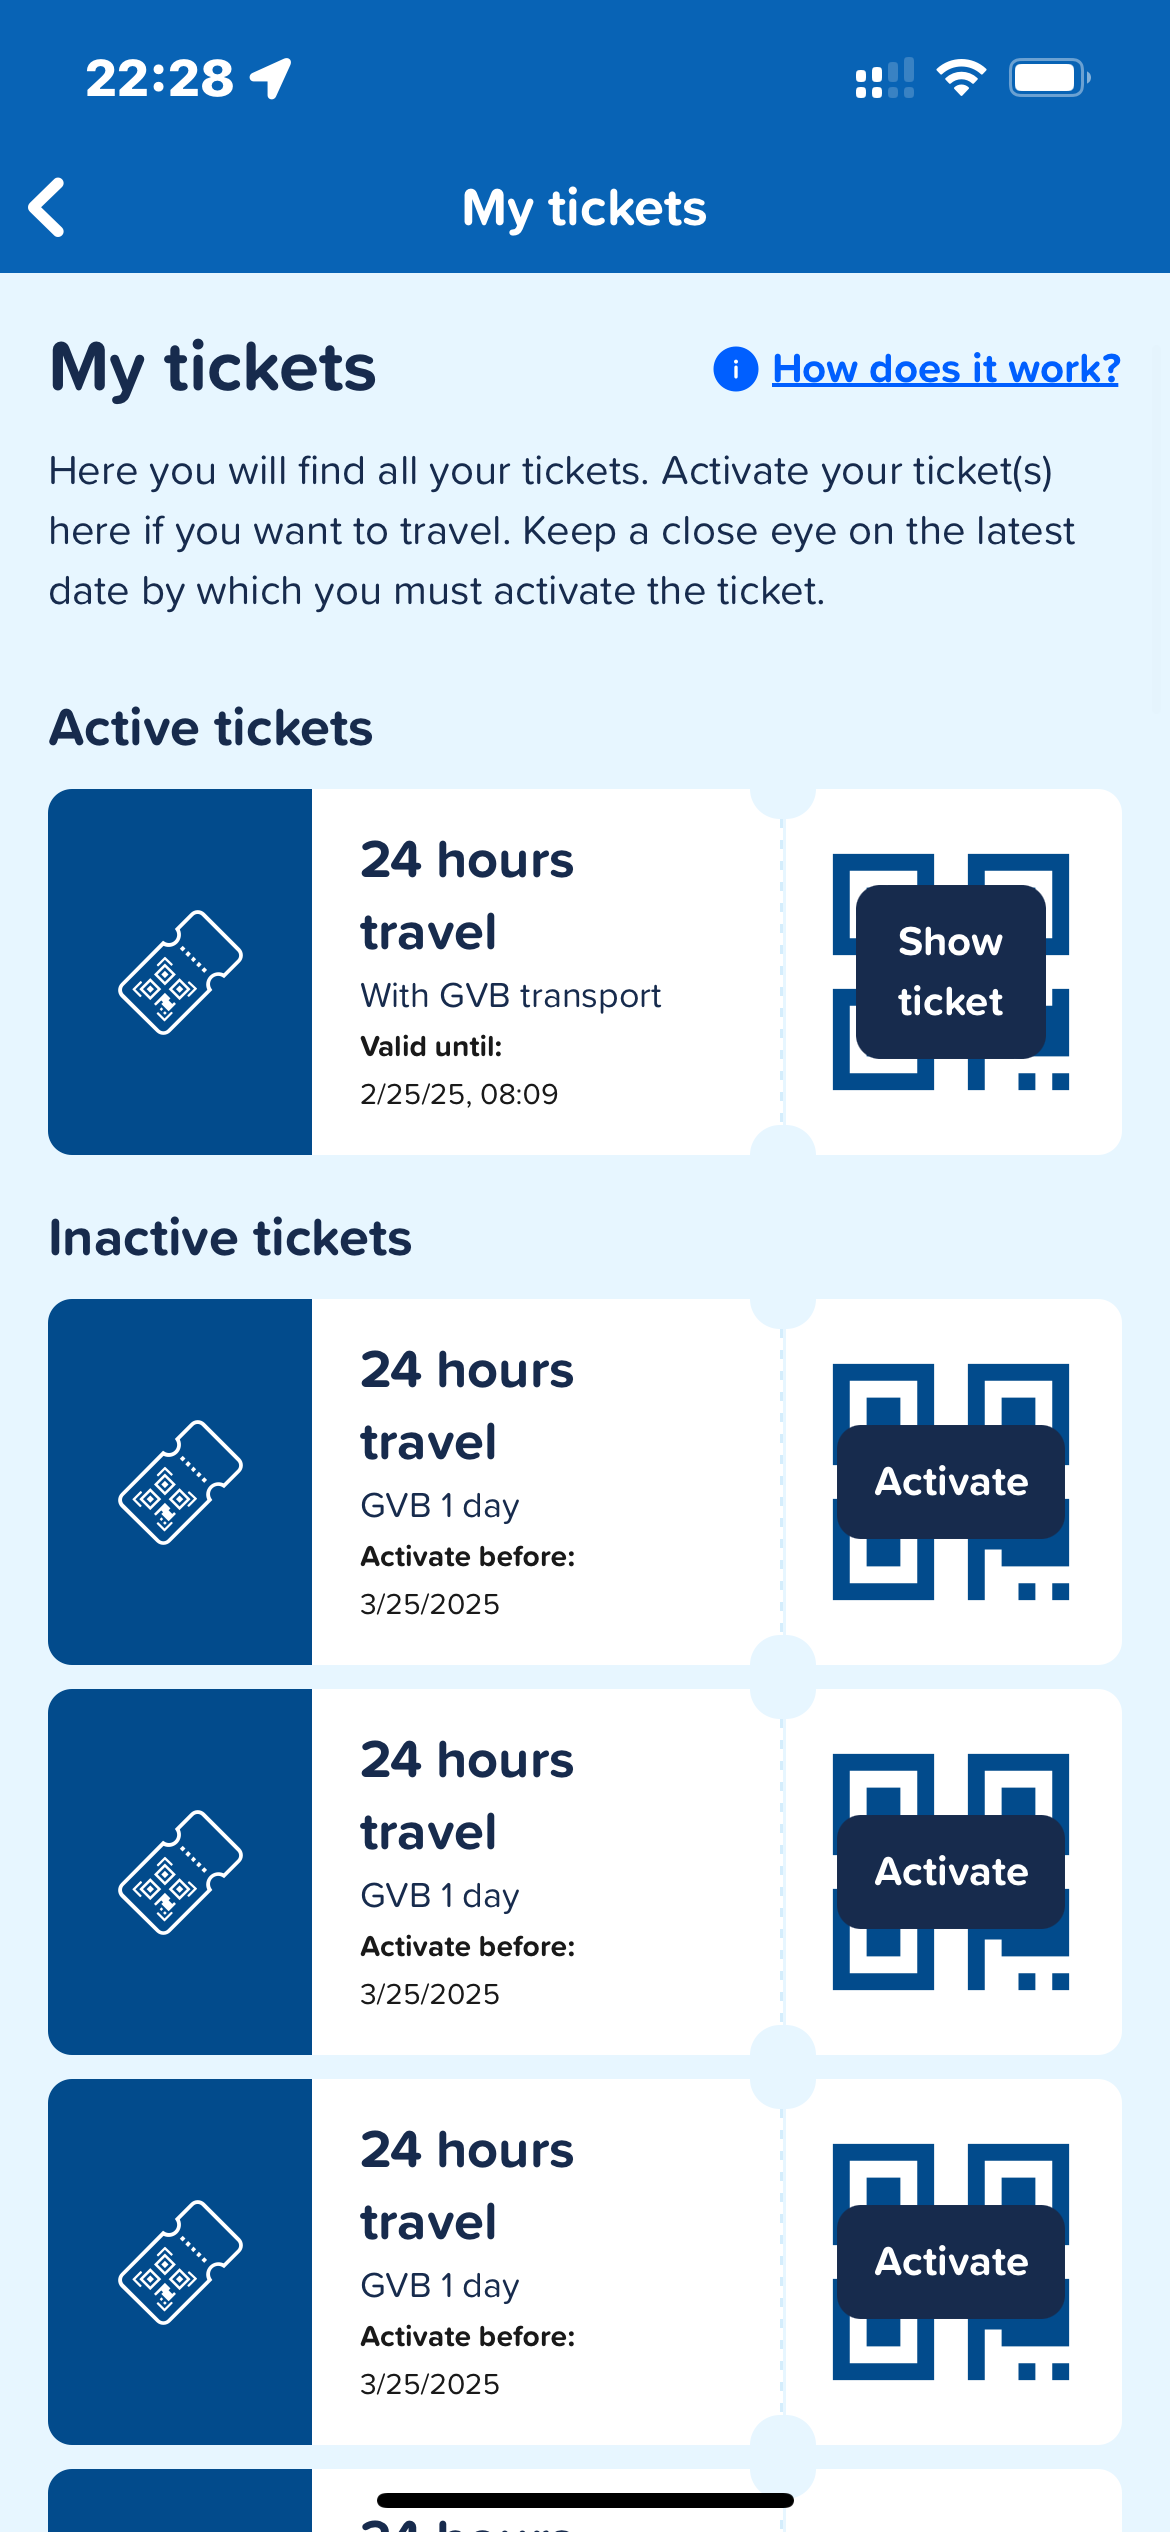 22:28
My tickets
My tickets
How does it work?
Here you will find all your tickets. Activate your ticket(s)
here if you want to travel. Keep a close eye on the latest
date by which you must activate the ticket.
Active tickets
24 hours
travel
With GVB transport
Valid until:
2/25/25, 08:09
Show
ticket
Inactive tickets
24 hours
travel
GVB 1 day
Activate before:
3/25/2025
Activate
24 hours
travel
GVB 1 day
Activate before:
3/25/2025
Activate
24 hours
travel
GVB 1 day
Activate before:
3/25/2025
Activate
24 hours